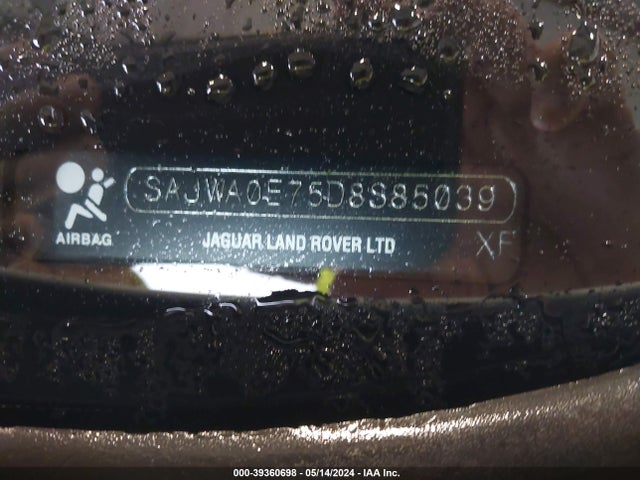 SAJWA0E75D8S85039
AIRBAG
JAGUAR LAND ROVER LTD
XF
000-39360698 - 05/14/2024 - IAA Inc.